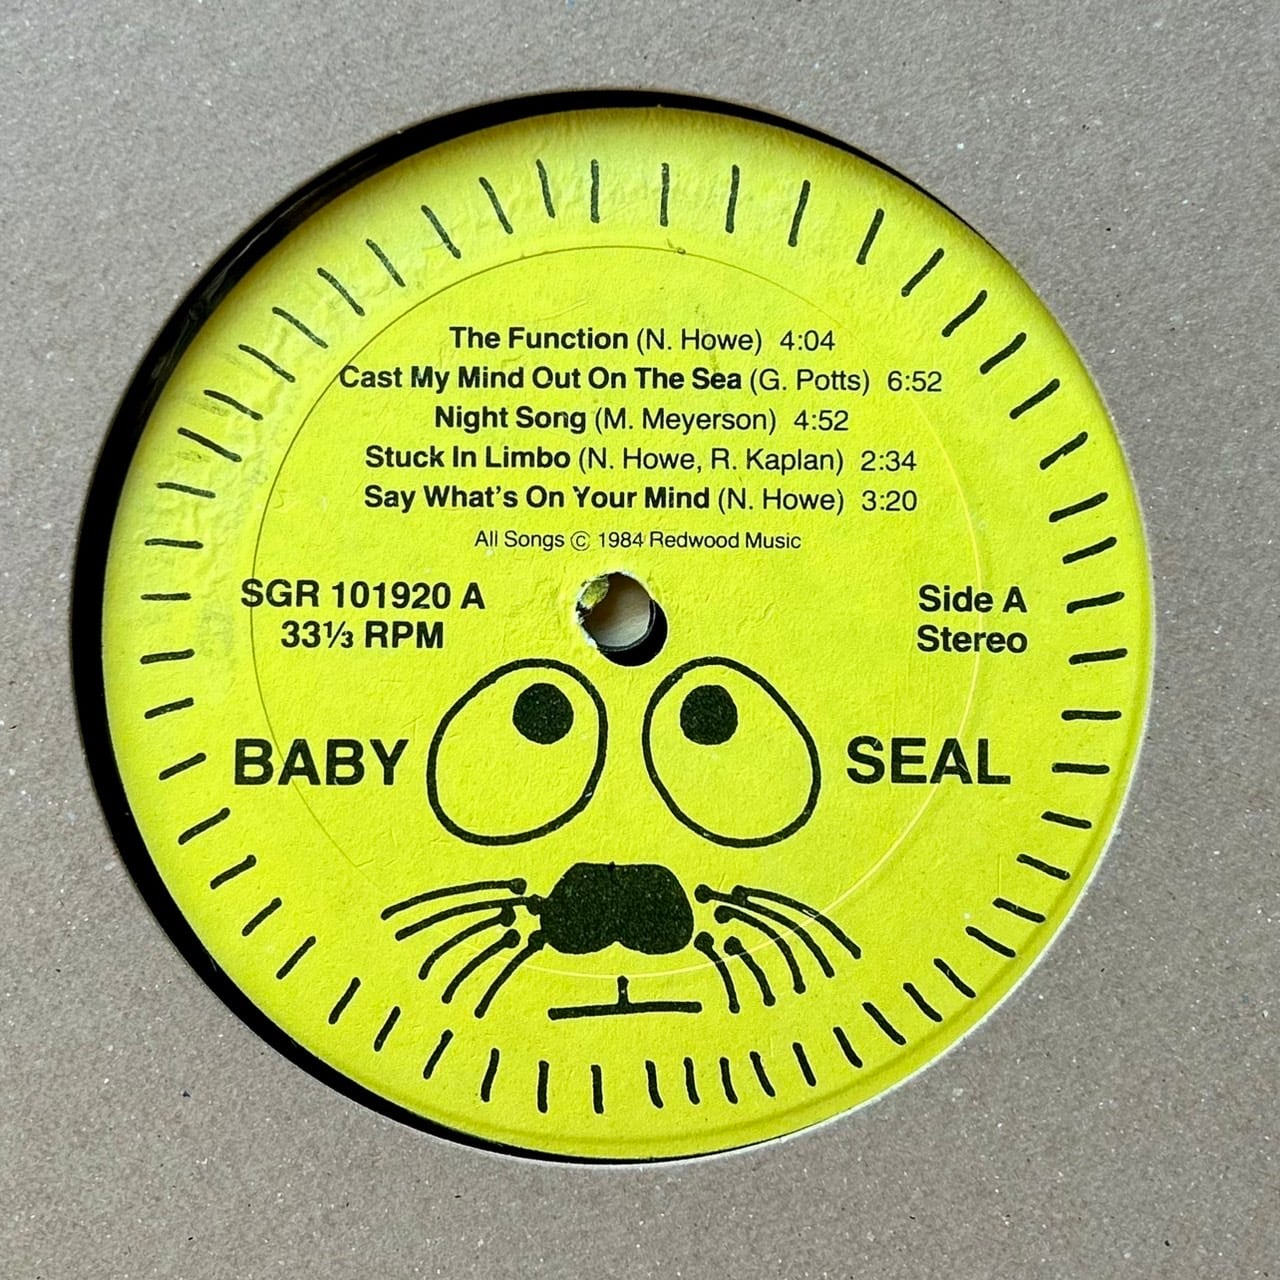 The Function (N. Howe) 4:04
Cast My Mind Out On The Sea (G. Potts) 6:52
Night Song (M. Meyerson) 4:52
Stuck In Limbo (N. Howe, R. Kaplan) 2:34
Say What's On Your Mind (N. Howe) 3:20
All Songs © 1984 Redwood Music
SGR 101920 A
33⅓ RPM
Side A
Stereo
BABY SEAL